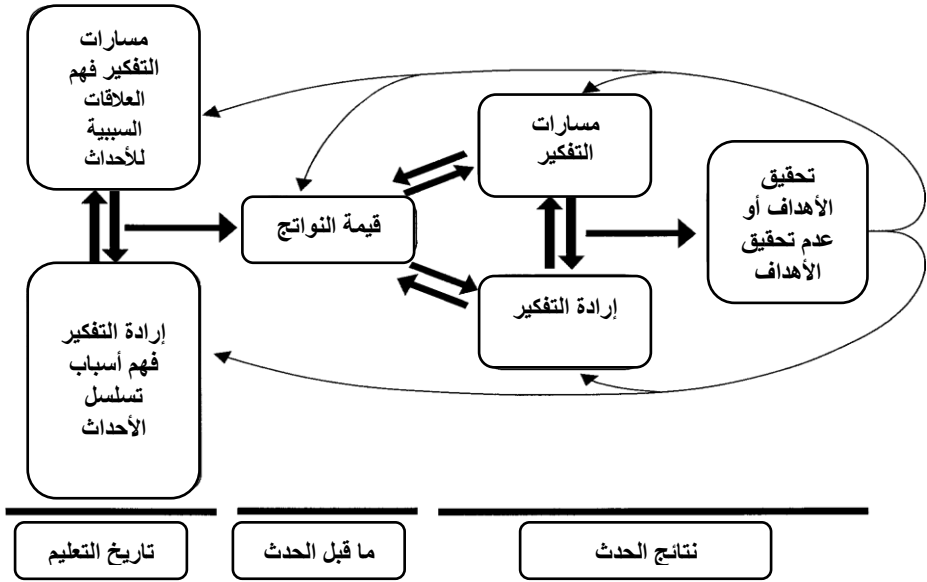 مسارات
التفكير فهم
العلاقات
السببية
للأحداث
إرادة التفكير
فهم أسباب
تسلسل
الأحداث
قيمة النواتج
مسارات
التفكير
إرادة التفكير
تحقيق
الأهداف أو
عدم تحقيق
الأهداف
تاريخ التعليم
ما قبل الحدث
نتائج الحدث